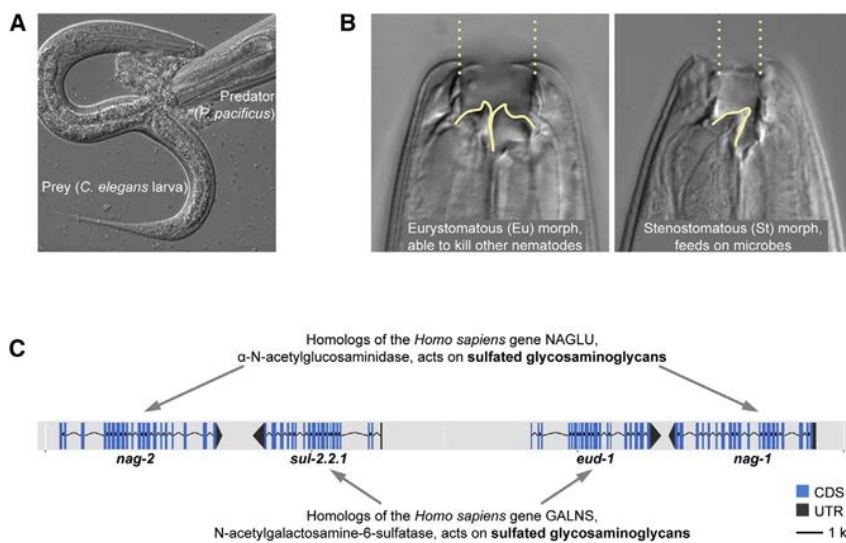 A
Predator
(P. pacificus)
Prey (C. elegans larva)
B
Eurystomatous (Eu) morph,
able to kill other nematodes
Stenostomatous (St) morph,
feeds on microbes
C
Homologs of the Homo sapiens gene NAGLU,
α-N-acetylglucosaminidase, acts on sulfated glycosaminoglycans
nag-2
sul-2.2.1
eud-1
nag-1
Homologs of the Homo sapiens gene GALNS,
N-acetylgalactosamine-6-sulfatase, acts on sulfated glycosaminoglycans
CDS
UTR
1 k